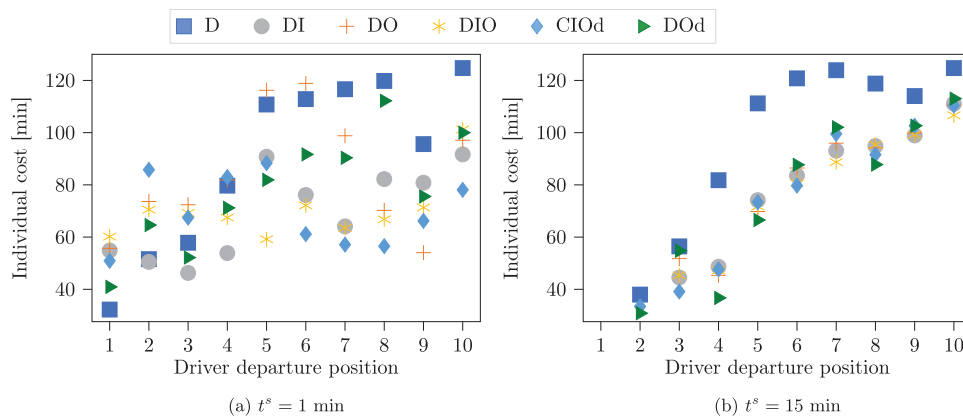 D DI DO DIO CIOd DOd
Individual cost [min]
120
100
80
60
40
1 2 3 4 5 6 7 8 9 10
Driver departure position
(a) tˢ = 1 min
Individual cost [min]
120
100
80
60
40
1 2 3 4 5 6 7 8 9 10
Driver departure position
(b) tˢ = 15 min